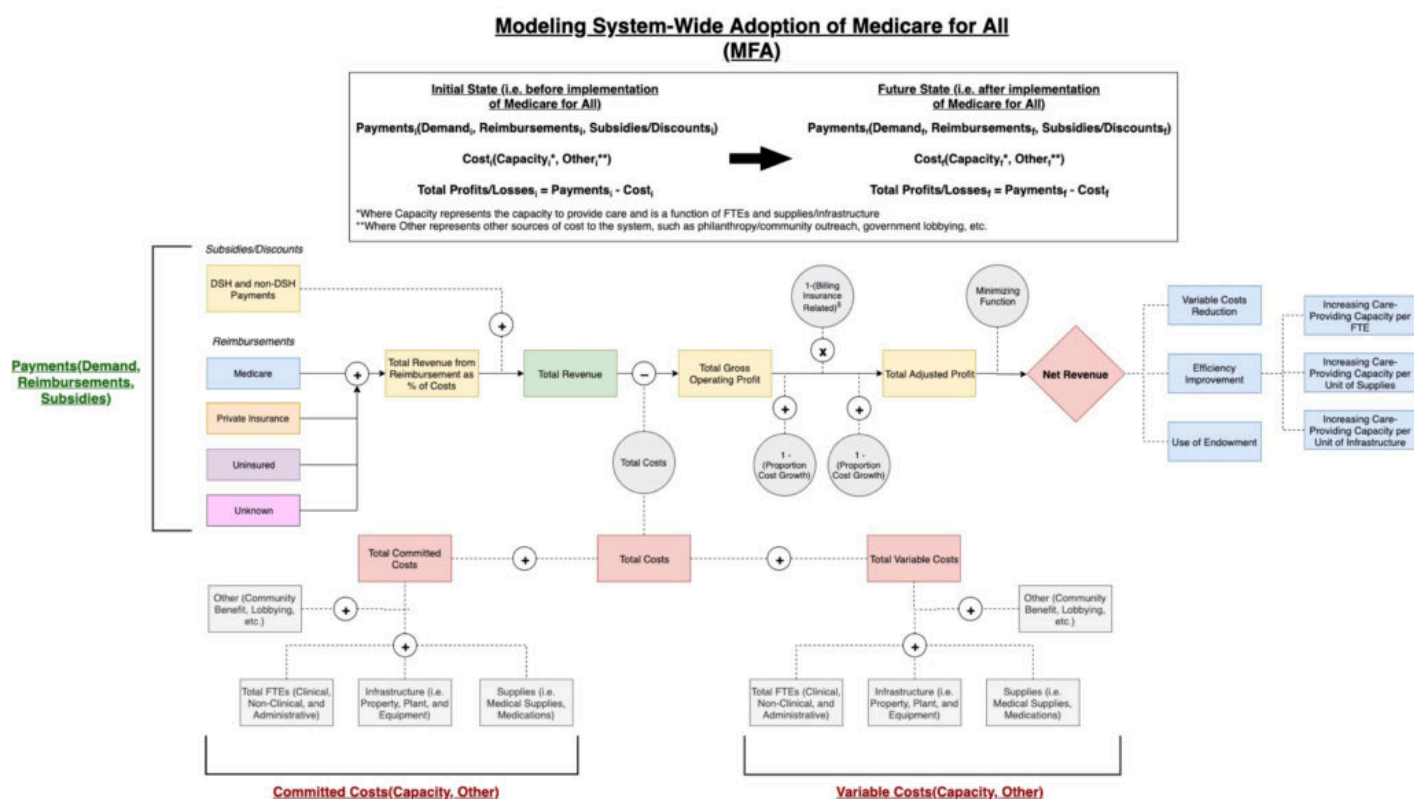 Modeling System-Wide Adoption of Medicare for All
(MFA)
Initial State (i.e. before implementation
of Medicare for All)
Paymentsi(Demandi, Reimbursementsi, Subsidies/Discountsi)
Costi(Capacityi*, Otheri**)
Total Profits/Lossesi = Paymentsi - Costi
Future State (i.e. after implementation
of Medicare for All)
Paymentsf(Demandf, Reimbursementsf, Subsidies/Discountsf)
Costf(Capacityf*, Otherf**)
Total Profits/Lossesf = Paymentsf - Costf
*Where Capacity represents the capacity to provide care and is a function of FTEs and supplies/infrastructure
**Where Other represents other sources of cost to the system, such as philanthropy/community outreach, government lobbying, etc.
Payments(Demand,
Reimbursements,
Subsidies)
Subsidies/Discounts
DSH and non-DSH
Payments
Reimbursements
Medicare
Private Insurance
Uninsured
Unknown
+
+
Total Revenue from
Reimbursement as
% of Costs
Total Revenue
−
Total Costs
Total Gross
Operating Profit
1-(Billing
Insurance
Related)§
x
+
1 -
(Proportion
Cost Growth)
+
1 -
(Proportion
Cost Growth)
Total Adjusted Profit
Minimizing
Function
Net Revenue
Variable Costs
Reduction
Efficiency
Improvement
Use of Endowment
Increasing Care-
Providing Capacity per
FTE
Increasing Care-
Providing Capacity per
Unit of Supplies
Increasing Care-
Providing Capacity per
Unit of Infrastructure
Total Committed
Costs
+
Total Costs
+
Total Variable Costs
Other (Community
Benefit, Lobbying,
etc.)
+
+
Total FTEs (Clinical,
Non-Clinical, and
Administrative)
Infrastructure (i.e.
Property, Plant, and
Equipment)
Supplies (i.e.
Medical Supplies,
Medications)
Committed Costs(Capacity, Other)
+
Other (Community
Benefit, Lobbying,
etc.)
+
Total FTEs (Clinical,
Non-Clinical, and
Administrative)
Infrastructure (i.e.
Property, Plant, and
Equipment)
Supplies (i.e.
Medical Supplies,
Medications)
Variable Costs(Capacity, Other)